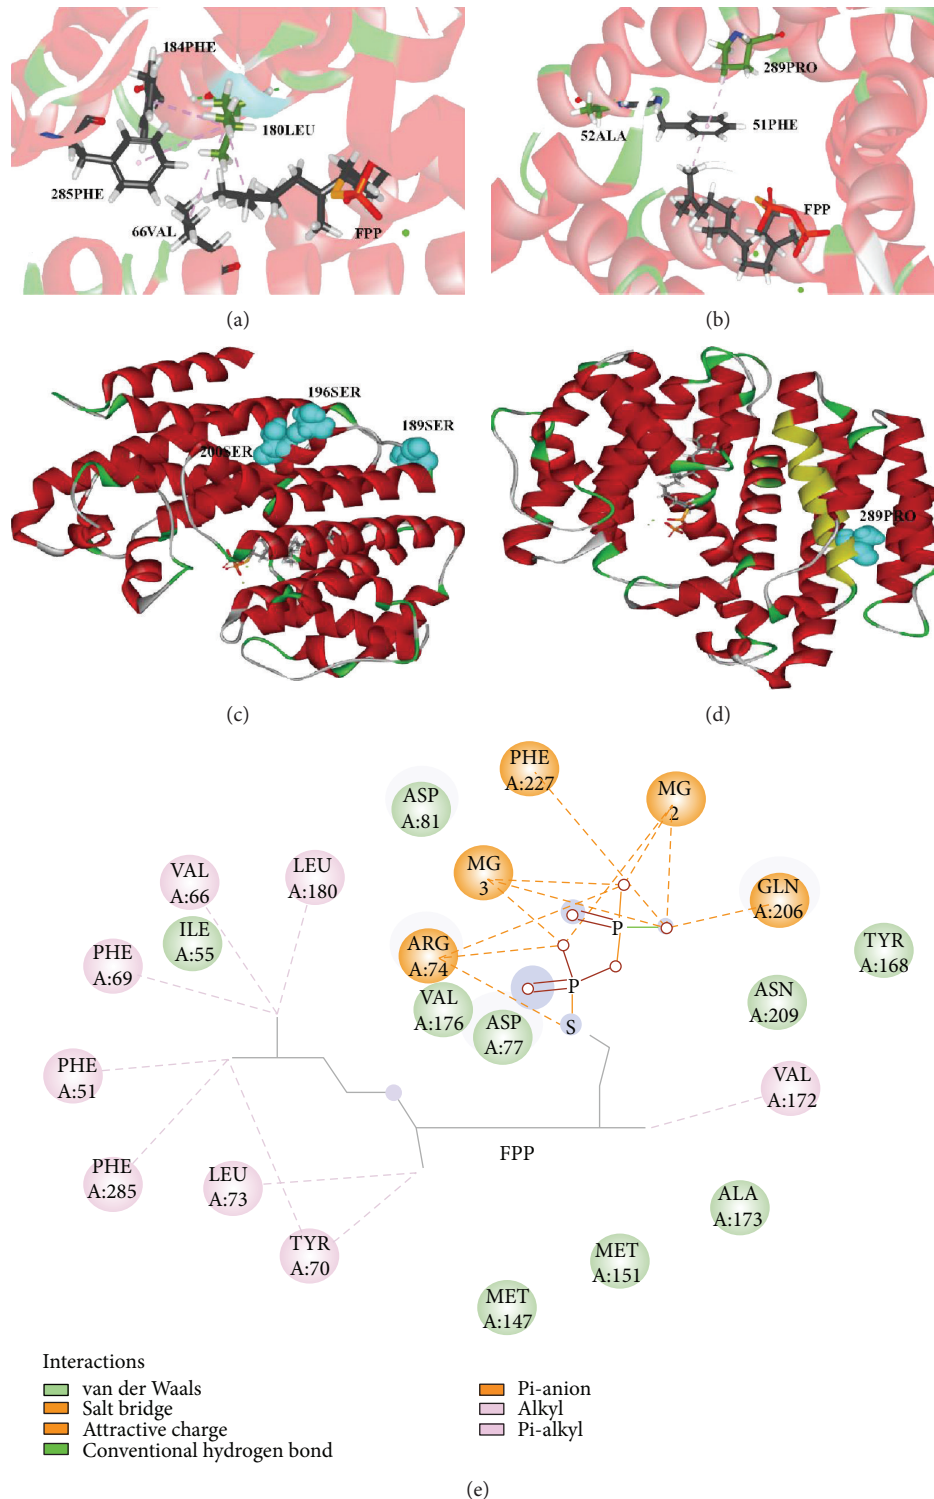 184PHE
180LEU
285PHE
66VAL
FPP
(a)
289PRO
52ALA
51PHE
FPP
(b)
196SER
200SER
189SER
(c)
289PRO
(d)
PHE
A:227
ASP
A:81
MG
2
VAL
A:66
LEU
A:180
MG
3
GLN
A:206
ILE
A:55
PHE
A:69
ARG
A:74
P
TYR
A:168
P
VAL
A:176
ASP
A:77
S
ASN
A:209
PHE
A:51
VAL
A:172
FPP
PHE
A:285
LEU
A:73
ALA
A:173
TYR
A:70
MET
A:151
MET
A:147
Interactions
van der Waals
Salt bridge
Attractive charge
Conventional hydrogen bond
Pi-anion
Alkyl
Pi-alkyl
(e)